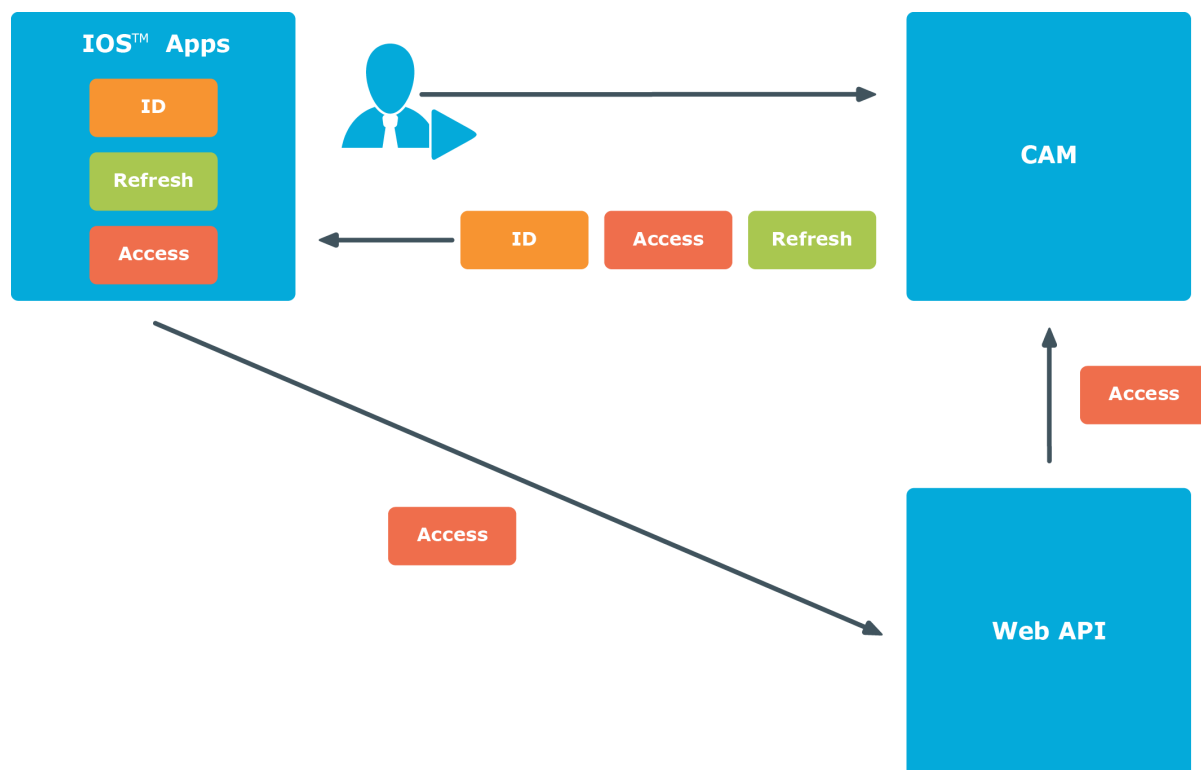 IOS™ Apps
ID
Refresh
Access
CAM
ID Access Refresh
Access
Access
Web API